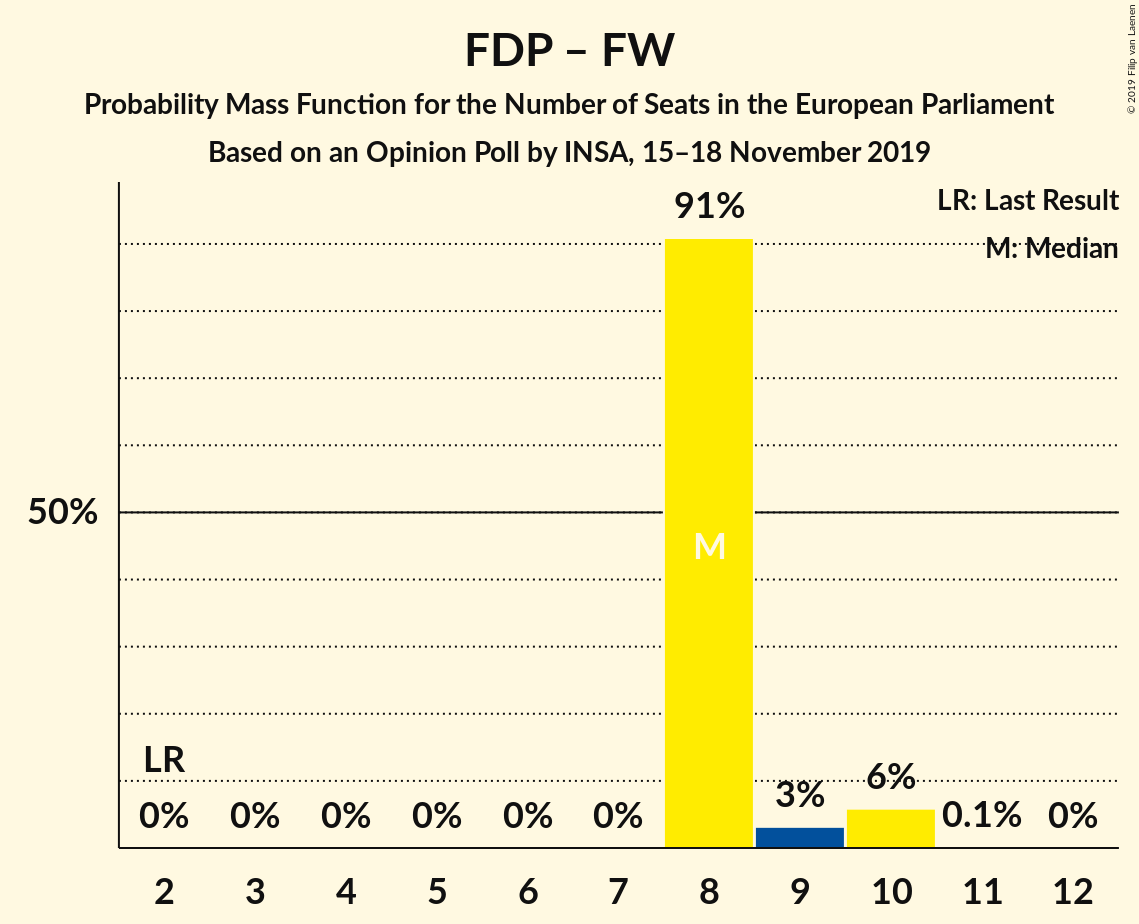 FDP – FW
Probability Mass Function for the Number of Seats in the European Parliament
Based on an Opinion Poll by INSA, 15–18 November 2019
© 2019 Filip van Laenen
LR: Last Result
M: Median
91%
50%
M
LR
0% 0% 0% 0% 0% 0% 3% 6% 0.1% 0%
2 3 4 5 6 7 8 9 10 11 12